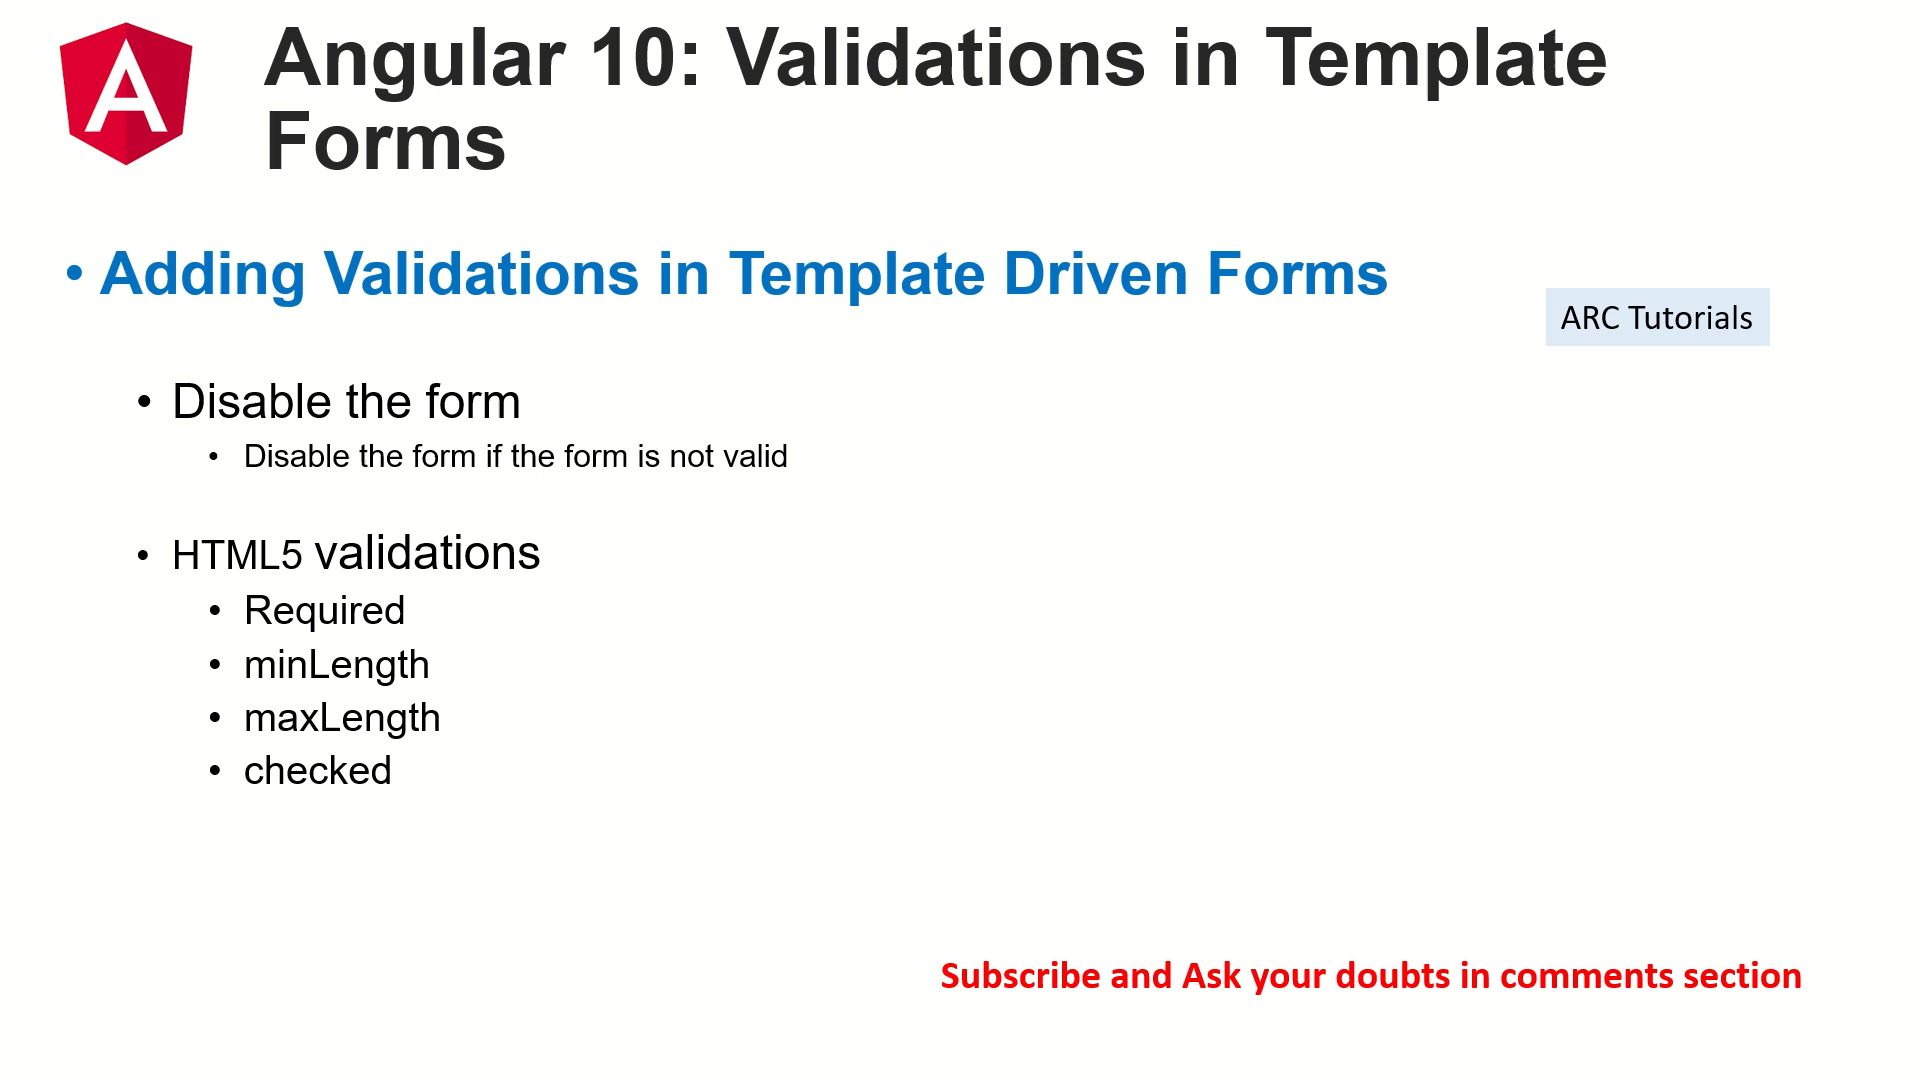 Angular 10: Validations in Template
Forms
• Adding Validations in Template Driven Forms
ARC Tutorials
• Disable the form
• Disable the form if the form is not valid
• HTML5 validations
• Required
• minLength
• maxLength
• checked
Subscribe and Ask your doubts in comments section